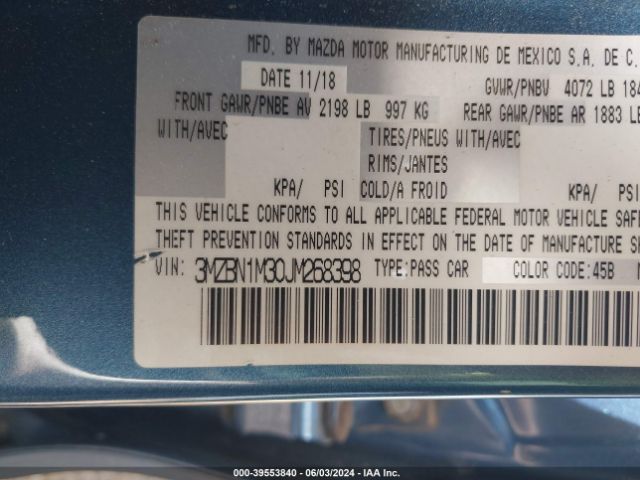 MFD. BY MAZDA MOTOR MANUFACTURING DE MEXICO S.A. DE C.
DATE 11/18 GVWR/PNBV 4072 LB 184
FRONT GAWR/PNBE AV 2198 LB 997 KG REAR GAWR/PNBE AR 1883 LB
WITH/AVEC TIRES/PNEUS WITH/AVEC
RIMS/JANTES
KPA/ PSI COLD/A FROID KPA/ PSI
THIS VEHICLE CONFORMS TO ALL APPLICABLE FEDERAL MOTOR VEHICLE SAFE
THEFT PREVENTION STANDARDS IN EFFECT ON THE DATE OF MANUFACTURE S
VIN: 3MZBN1M30JM268398 TYPE:PASS CAR COLOR CODE:45B
000-39553840 - 06/03/2024 - IAA Inc.